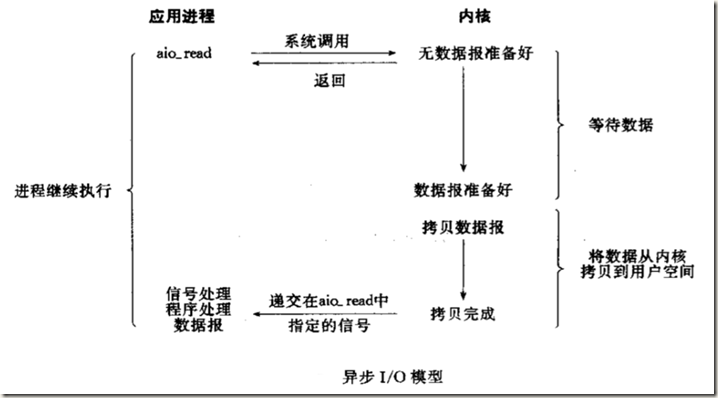 应用进程
内核
aio_read
系统调用
无数据报准备好
返回
等待数据
进程继续执行
数据报准备好
拷贝数据报
将数据从内核
拷贝到用户空间
信号处理
程序处理
数据报
递交在aio_read中
指定的信号
拷贝完成
异步 I/O 模型